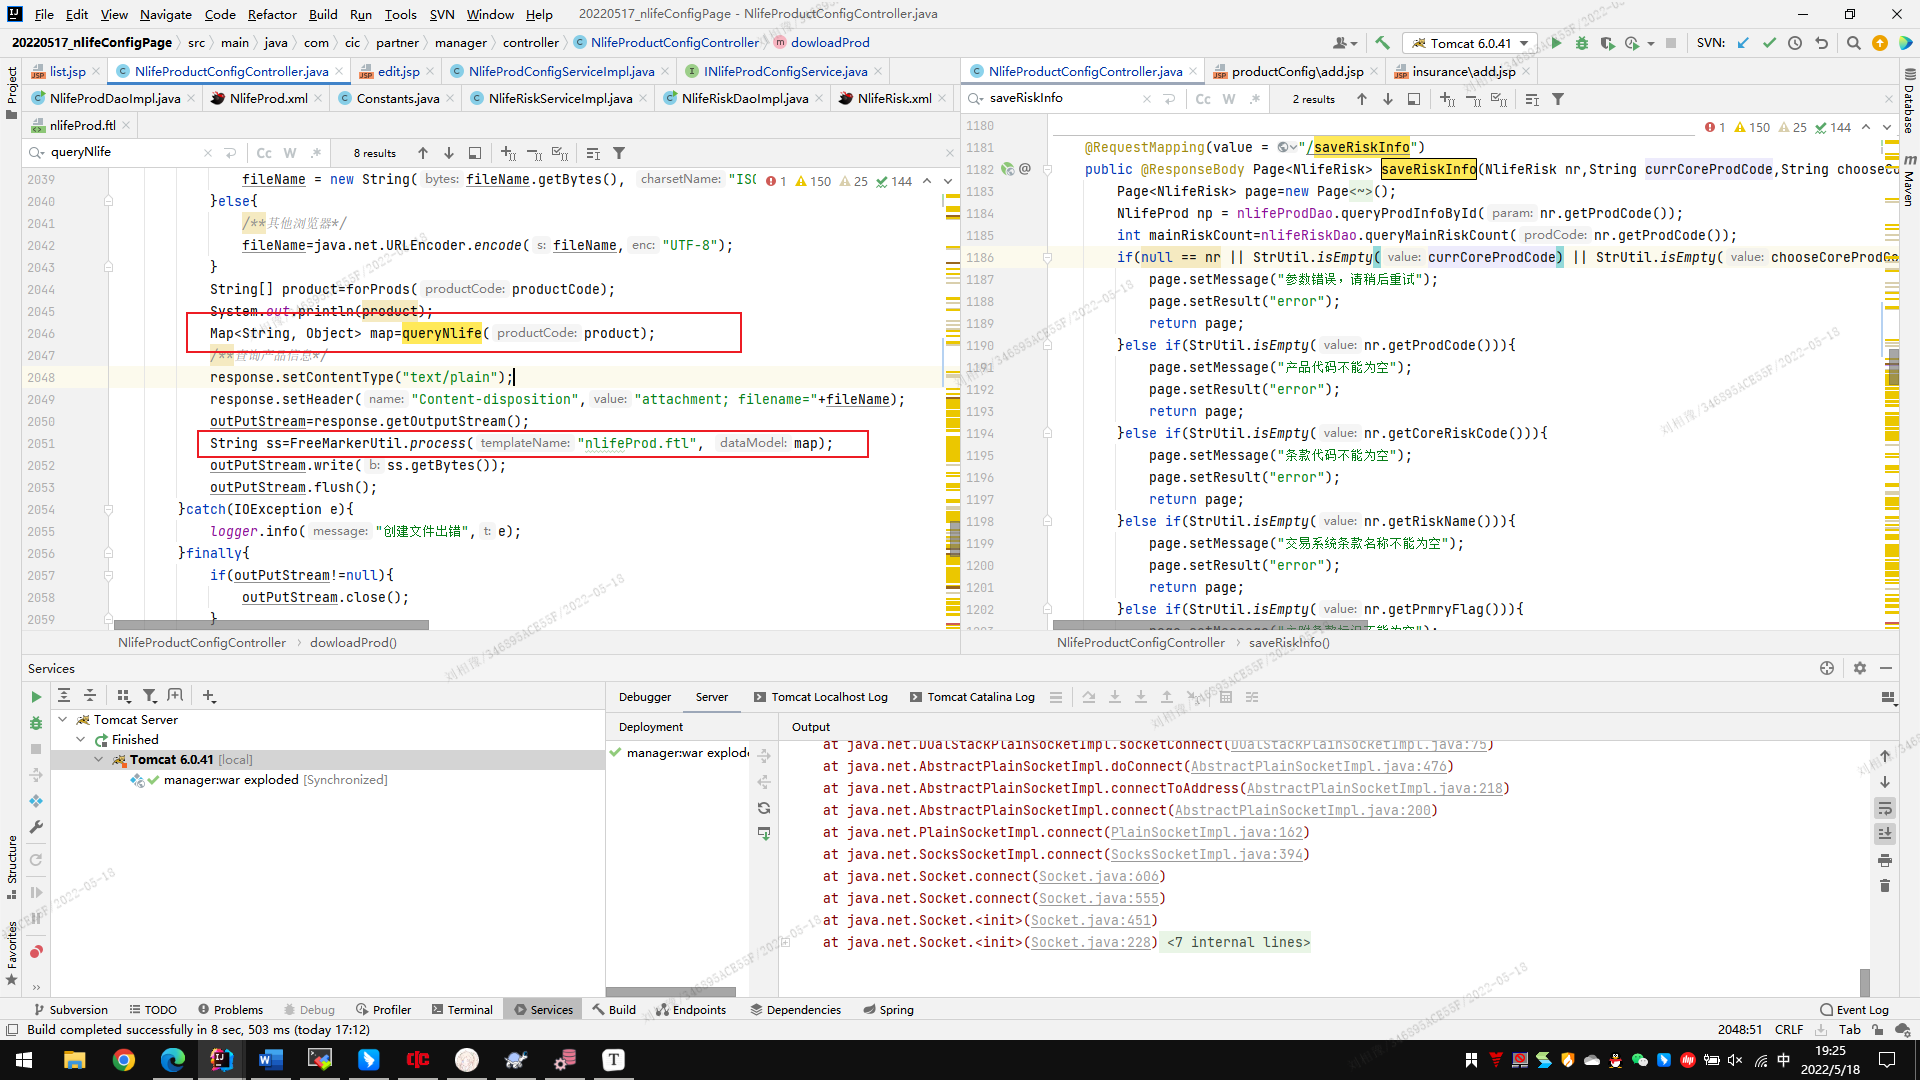 File Edit View Navigate Code Refactor Build Run Tools SVN Window Help 20220517_nlifeConfigPage - NlifeProductConfigController.java
20220517_nlifeConfigPage src main java com cic partner manager controller NlifeProductConfigController dowloadProd
Tomcat 6.0.41 SVN:
Project
list.jsp NlifeProductConfigController.java edit.jsp NlifeProdConfigServiceImpl.java INlifeProdConfigService.java
NlifeProdDaoImpl.java NlifeProd.xml Constants.java NlifeRiskServiceImpl.java NlifeRiskDaoImpl.java NlifeRisk.xml
nlifeProd.ftl
queryNlife Cc W .* 8 results
1 150 25 144
2039 fileName = new String( bytes: fileName.getBytes(), charsetName: "ISO
2040 }else{
2041 /**其他浏览器*/
2042 fileName=java.net.URLEncoder.encode( s: fileName, enc: "UTF-8");
2043 }
2044 String[] product=forProds( productCode: productCode);
2045 System.out.println(product);
2046 Map<String, Object> map=queryNlife( productCode: product);
2047 /**查询产品信息*/
2048 response.setContentType("text/plain");
2049 response.setHeader( name: "Content-disposition", value: "attachment; filename="+fileName);
2050 outPutStream=response.getOutputStream();
2051 String ss=FreeMarkerUtil.process( templateName: "nlifeProd.ftl", dataModel: map);
2052 outPutStream.write( b: ss.getBytes());
2053 outPutStream.flush();
2054 }catch(IOException e){
2055 logger.info( message: "创建文件出错", t: e);
2056 }finally{
2057 if(outPutStream!=null){
2058 outPutStream.close();
2059 }
NlifeProductConfigController dowloadProd()
NlifeProductConfigController.java productConfig\add.jsp insurance\add.jsp
saveRiskInfo Cc W .* 2 results
1 150 25 144
1180
1181 @RequestMapping(value = "/saveRiskInfo")
1182 public @ResponseBody Page<NlifeRisk> saveRiskInfo(NlifeRisk nr,String currCoreProdCode,String chooseCo
1183 Page<NlifeRisk> page=new Page<~>();
1184 NlifeProd np = nlifeProdDao.queryProdInfoById( param: nr.getProdCode());
1185 int mainRiskCount=nlifeRiskDao.queryMainRiskCount( prodCode: nr.getProdCode());
1186 if(null == nr || StrUtil.isEmpty( value: currCoreProdCode) || StrUtil.isEmpty( value: chooseCoreProdCo
1187 page.setMessage("参数错误，请稍后重试");
1188 page.setResult("error");
1189 return page;
1190 }else if(StrUtil.isEmpty( value: nr.getProdCode())){
1191 page.setMessage("产品代码不能为空");
1192 page.setResult("error");
1193 return page;
1194 }else if(StrUtil.isEmpty( value: nr.getCoreRiskCode())){
1195 page.setMessage("条款代码不能为空");
1196 page.setResult("error");
1197 return page;
1198 }else if(StrUtil.isEmpty( value: nr.getRiskName())){
1199 page.setMessage("交易系统条款名称不能为空");
1200 page.setResult("error");
1201 return page;
1202 }else if(StrUtil.isEmpty( value: nr.getPrmryFlag())){
NlifeProductConfigController saveRiskInfo()
Database
Maven
Services
Tomcat Server
Finished
Tomcat 6.0.41 [local]
manager:war exploded [Synchronized]
Structure
Favorites
Debugger Server Tomcat Localhost Log Tomcat Catalina Log
Deployment Output
manager:war explode
at java.net.DualStackPlainSocketImpl.socketConnect(DualStackPlainSocketImpl.java:75)
at java.net.AbstractPlainSocketImpl.doConnect(AbstractPlainSocketImpl.java:476)
at java.net.AbstractPlainSocketImpl.connectToAddress(AbstractPlainSocketImpl.java:218)
at java.net.AbstractPlainSocketImpl.connect(AbstractPlainSocketImpl.java:200)
at java.net.PlainSocketImpl.connect(PlainSocketImpl.java:162)
at java.net.SocksSocketImpl.connect(SocksSocketImpl.java:394)
at java.net.Socket.connect(Socket.java:606)
at java.net.Socket.connect(Socket.java:555)
at java.net.Socket.<init>(Socket.java:451)
at java.net.Socket.<init>(Socket.java:228) <7 internal lines>
Subversion TODO Problems Debug Profiler Terminal Services Build Endpoints Dependencies Spring Event Log
Build completed successfully in 8 sec, 503 ms (today 17:12) 2048:51 CRLF Tab
中 19:25
2022/5/18